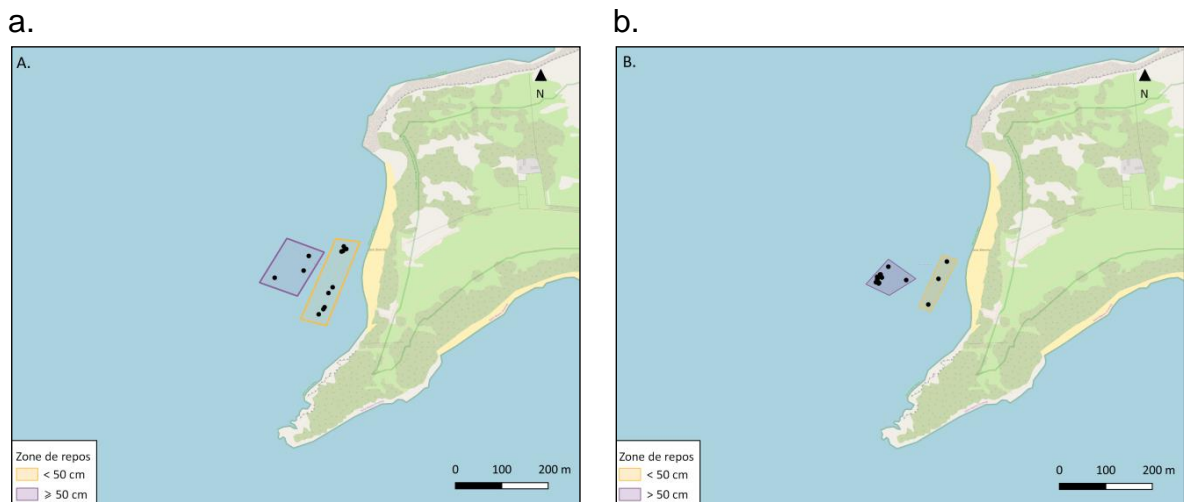 a.
A.
N
Zone de repos
< 50 cm
⩾ 50 cm
0 100 200 m
b.
B.
N
Zone de repos
< 50 cm
> 50 cm
0 100 200 m